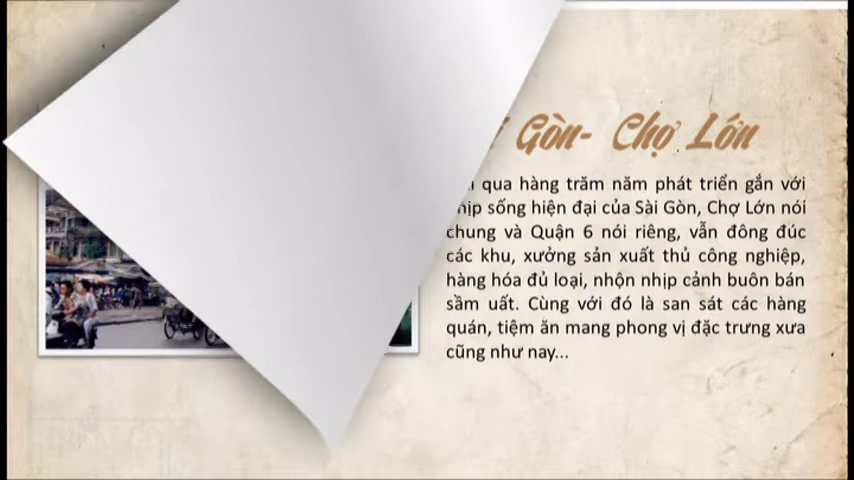 Gòn- Chợ Lớn
qua hàng trăm năm phát triển gắn với
sống hiện đại của Sài Gòn, Chợ Lớn nói
chung và Quận 6 nói riêng, vẫn đông đúc
các khu, xưởng sản xuất thủ công nghiệp,
hàng hóa đủ loại, nhộn nhịp cảnh buôn bán
sầm uất. Cùng với đó là san sát các hàng
quán, tiệm ăn mang phong vị đặc trưng xưa
cũng như nay...